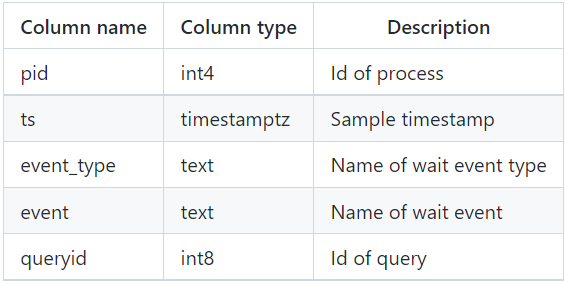 Column name Column type Description
pid int4 Id of process
ts timestamptz Sample timestamp
event_type text Name of wait event type
event text Name of wait event
queryid int8 Id of query